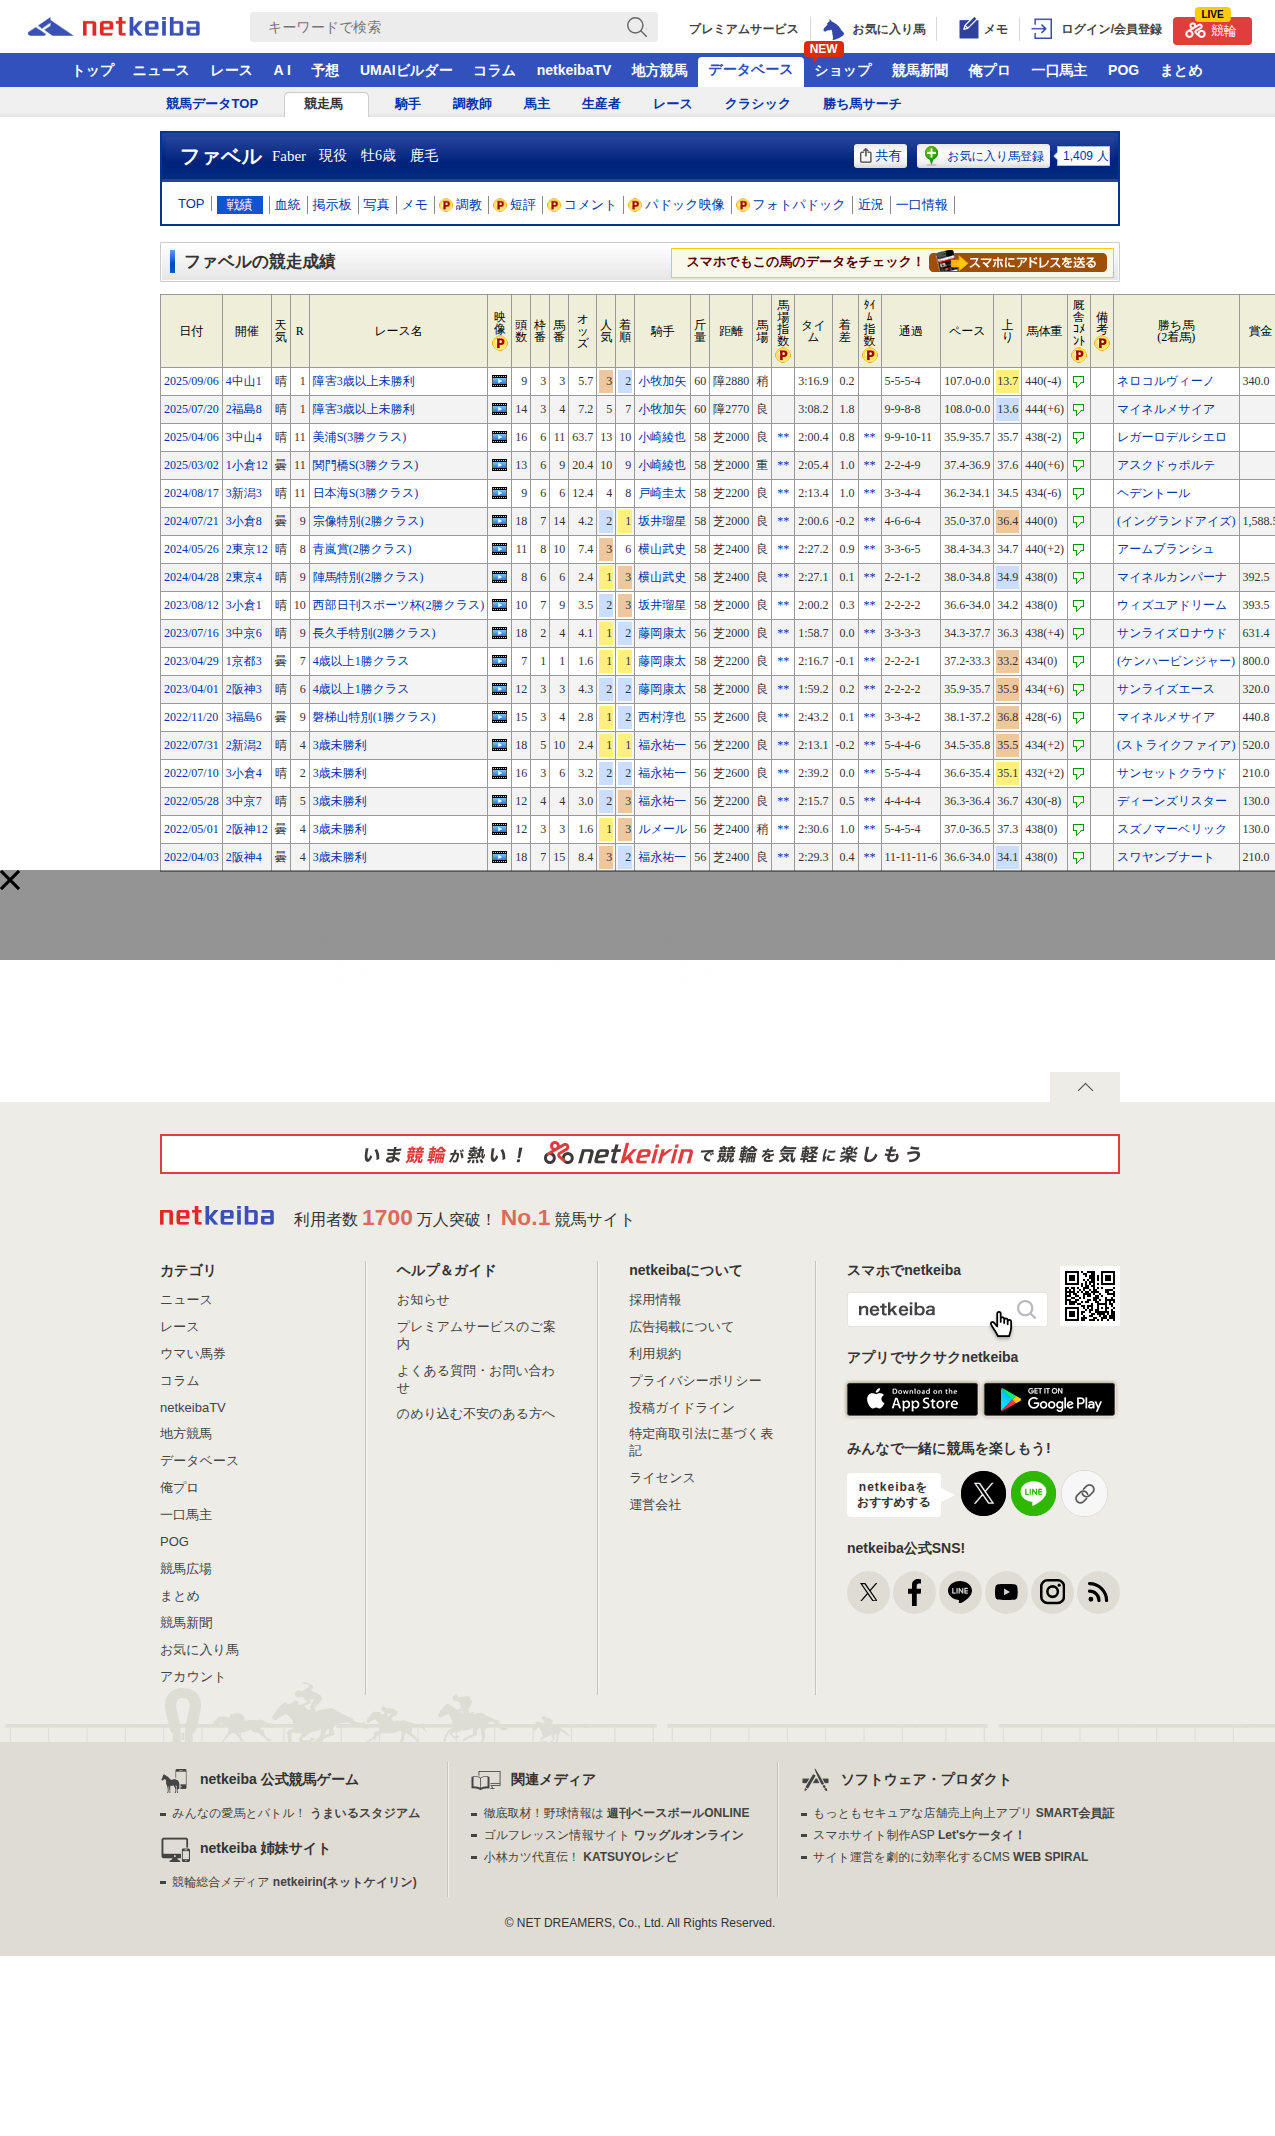 netkeiba
キーワードで検索
プレミアムサービス
お気に入り馬
メモ
ログイン/会員登録
LIVE
競輪
NEW
トップ ニュース レース A I 予想 UMAIビルダー コラム netkeibaTV 地方競馬 データベース ショップ 競馬新聞 俺プロ 一口馬主 POG まとめ
競馬データTOP 競走馬 騎手 調教師 馬主 生産者 レース クラシック 勝ち馬サーチ
ファベル Faber 現役 牡6歳 鹿毛
共有 お気に入り馬登録 1,409 人
TOP 戦績 血統 掲示板 写真 メモ P 調教 P 短評 P コメント P パドック映像 P フォトパドック 近況 一口情報
ファベルの競走成績
スマホでもこの馬のデータをチェック！ スマホにアドレスを送る
日付 開催 天気 R レース名 映像P 頭数 枠番 馬番 オッズ 人気 着順 騎手 斤量 距離 馬場 馬場指数P タイム 着差 ﾀｲﾑ指数P 通過 ペース 上り 馬体重 厩舎ｺﾒﾝﾄP 備考P 勝ち馬(2着馬) 賞金
2025/09/06 4中山1 晴 1 障害3歳以上未勝利 9 3 3 5.7 3 2 小牧加矢 60 障2880 稍 3:16.9 0.2 5-5-5-4 107.0-0.0 13.7 440(-4) ネロコルヴィーノ 340.0
2025/07/20 2福島8 晴 1 障害3歳以上未勝利 14 3 4 7.2 5 7 小牧加矢 60 障2770 良 3:08.2 1.8 9-9-8-8 108.0-0.0 13.6 444(+6) マイネルメサイア
2025/04/06 3中山4 晴 11 美浦S(3勝クラス) 16 6 11 63.7 13 10 小崎綾也 58 芝2000 良 ** 2:00.4 0.8 ** 9-9-10-11 35.9-35.7 35.7 438(-2) レガーロデルシエロ
2025/03/02 1小倉12 曇 11 関門橋S(3勝クラス) 13 6 9 20.4 10 9 小崎綾也 58 芝2000 重 ** 2:05.4 1.0 ** 2-2-4-9 37.4-36.9 37.6 440(+6) アスクドゥポルテ
2024/08/17 3新潟3 晴 11 日本海S(3勝クラス) 9 6 6 12.4 4 8 戸崎圭太 58 芝2200 良 ** 2:13.4 1.0 ** 3-3-4-4 36.2-34.1 34.5 434(-6) ヘデントール
2024/07/21 3小倉8 曇 9 宗像特別(2勝クラス) 18 7 14 4.2 2 1 坂井瑠星 58 芝2000 良 ** 2:00.6 -0.2 ** 4-6-6-4 35.0-37.0 36.4 440(0) (イングランドアイズ) 1,588.5
2024/05/26 2東京12 晴 8 青嵐賞(2勝クラス) 11 8 10 7.4 3 6 横山武史 58 芝2400 良 ** 2:27.2 0.9 ** 3-3-6-5 38.4-34.3 34.7 440(+2) アームブランシュ
2024/04/28 2東京4 晴 9 陣馬特別(2勝クラス) 8 6 6 2.4 1 3 横山武史 58 芝2400 良 ** 2:27.1 0.1 ** 2-2-1-2 38.0-34.8 34.9 438(0) マイネルカンパーナ 392.5
2023/08/12 3小倉1 晴 10 西部日刊スポーツ杯(2勝クラス) 10 7 9 3.5 2 3 坂井瑠星 58 芝2000 良 ** 2:00.2 0.3 ** 2-2-2-2 36.6-34.0 34.2 438(0) ウィズユアドリーム 393.5
2023/07/16 3中京6 晴 9 長久手特別(2勝クラス) 18 2 4 4.1 1 2 藤岡康太 56 芝2000 良 ** 1:58.7 0.0 ** 3-3-3-3 34.3-37.7 36.3 438(+4) サンライズロナウド 631.4
2023/04/29 1京都3 曇 7 4歳以上1勝クラス 7 1 1 1.6 1 1 藤岡康太 58 芝2200 良 ** 2:16.7 -0.1 ** 2-2-2-1 37.2-33.3 33.2 434(0) (ケンハービンジャー) 800.0
2023/04/01 2阪神3 晴 6 4歳以上1勝クラス 12 3 3 4.3 2 2 藤岡康太 58 芝2000 良 ** 1:59.2 0.2 ** 2-2-2-2 35.9-35.7 35.9 434(+6) サンライズエース 320.0
2022/11/20 3福島6 曇 9 磐梯山特別(1勝クラス) 15 3 4 2.8 1 2 西村淳也 55 芝2600 良 ** 2:43.2 0.1 ** 3-3-4-2 38.1-37.2 36.8 428(-6) マイネルメサイア 440.8
2022/07/31 2新潟2 晴 4 3歳未勝利 18 5 10 2.4 1 1 福永祐一 56 芝2200 良 ** 2:13.1 -0.2 ** 5-4-4-6 34.5-35.8 35.5 434(+2) (ストライクファイア) 520.0
2022/07/10 3小倉4 晴 2 3歳未勝利 16 3 6 3.2 2 2 福永祐一 56 芝2600 良 ** 2:39.2 0.0 ** 5-5-4-4 36.6-35.4 35.1 432(+2) サンセットクラウド 210.0
2022/05/28 3中京7 晴 5 3歳未勝利 12 4 4 3.0 2 3 福永祐一 56 芝2200 良 ** 2:15.7 0.5 ** 4-4-4-4 36.3-36.4 36.7 430(-8) ディーンズリスター 130.0
2022/05/01 2阪神12 曇 4 3歳未勝利 12 3 3 1.6 1 3 ルメール 56 芝2400 稍 ** 2:30.6 1.0 ** 5-4-5-4 37.0-36.5 37.3 438(0) スズノマーベリック 130.0
2022/04/03 2阪神4 曇 4 3歳未勝利 18 7 15 8.4 3 2 福永祐一 56 芝2400 良 ** 2:29.3 0.4 ** 11-11-11-6 36.6-34.0 34.1 438(0) スワヤンブナート 210.0
いま競輪が熱い！ netkeirinで競輪を気軽に楽しもう
netkeiba 利用者数 1700 万人突破！ No.1 競馬サイト
カテゴリ
ニュース
レース
ウマい馬券
コラム
netkeibaTV
地方競馬
データベース
俺プロ
一口馬主
POG
競馬広場
まとめ
競馬新聞
お気に入り馬
アカウント
ヘルプ＆ガイド
お知らせ
プレミアムサービスのご案
内
よくある質問・お問い合わ
せ
のめり込む不安のある方へ
netkeibaについて
採用情報
広告掲載について
利用規約
プライバシーポリシー
投稿ガイドライン
特定商取引法に基づく表
記
ライセンス
運営会社
スマホでnetkeiba
netkeiba
アプリでサクサクnetkeiba
Download on the
App Store
GET IT ON
Google Play
みんなで一緒に競馬を楽しもう!
netkeibaを
おすすめする
LINE
netkeiba公式SNS!
LINE
netkeiba 公式競馬ゲーム
みんなの愛馬とバトル！ うまいるスタジアム
netkeiba 姉妹サイト
競輪総合メディア netkeirin(ネットケイリン)
関連メディア
徹底取材！野球情報は 週刊ベースボールONLINE
ゴルフレッスン情報サイト ワッグルオンライン
小林カツ代直伝！ KATSUYOレシピ
ソフトウェア・プロダクト
もっともセキュアな店舗売上向上アプリ SMART会員証
スマホサイト制作ASP Let'sケータイ！
サイト運営を劇的に効率化するCMS WEB SPIRAL
© NET DREAMERS, Co., Ltd. All Rights Reserved.